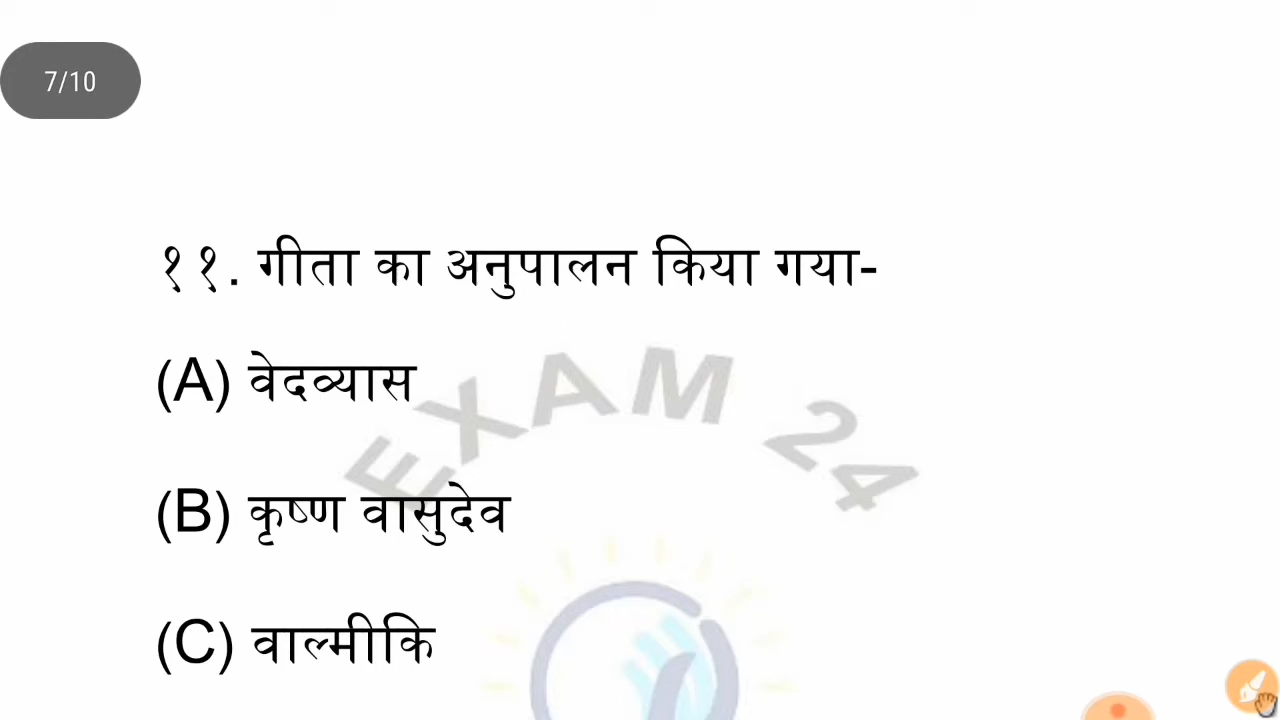 7/10
११. गीता का अनुपालन किया गया-
(A) वेदव्यास
EXAM 24
(B) कृष्ण वासुदेव
(C) वाल्मीकि